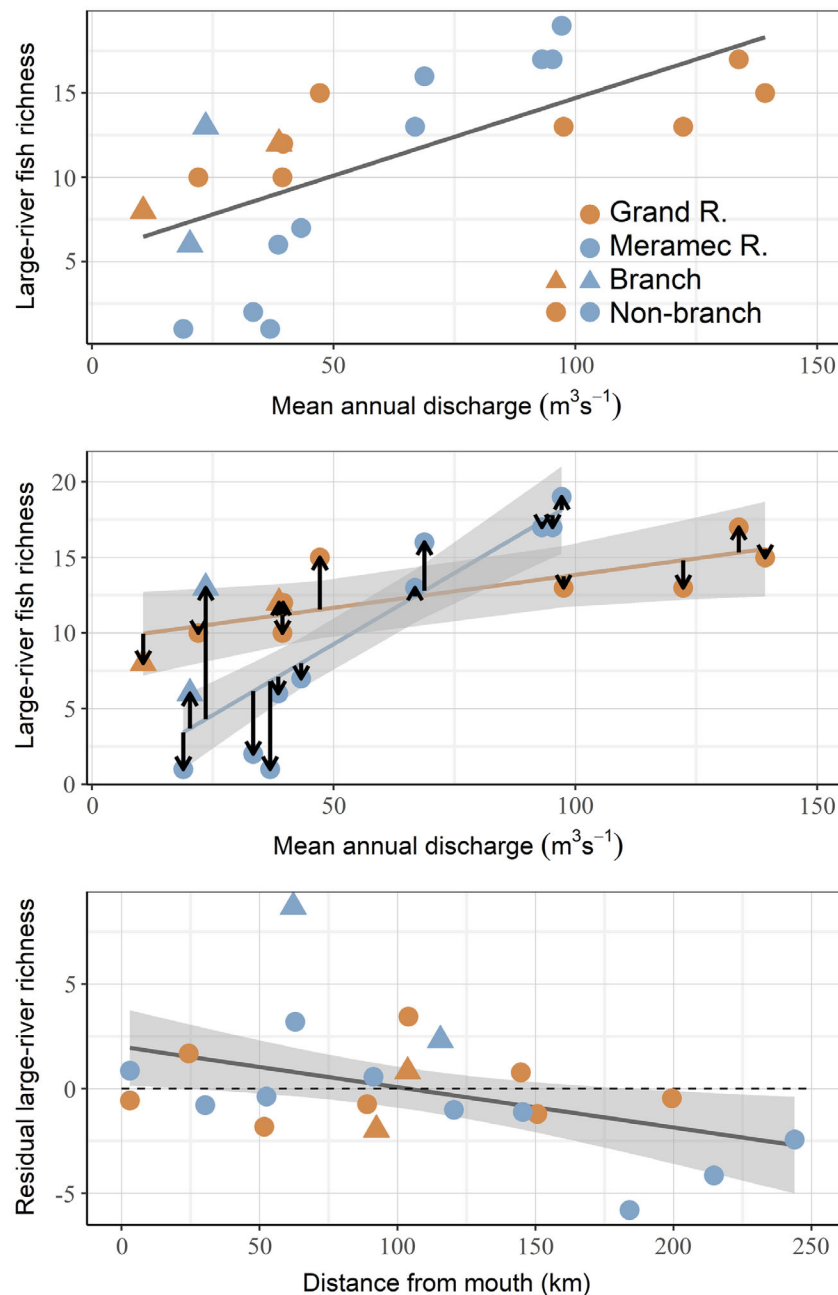 Large-river fish richness
15
10
5
0
50
100
150
Mean annual discharge (m³s⁻¹)
Grand R.
Meramec R.
Branch
Non-branch
Large-river fish richness
20
15
10
5
0
0
50
100
150
Mean annual discharge (m³s⁻¹)
Residual large-river richness
5
0
-5
0
50
100
150
200
250
Distance from mouth (km)